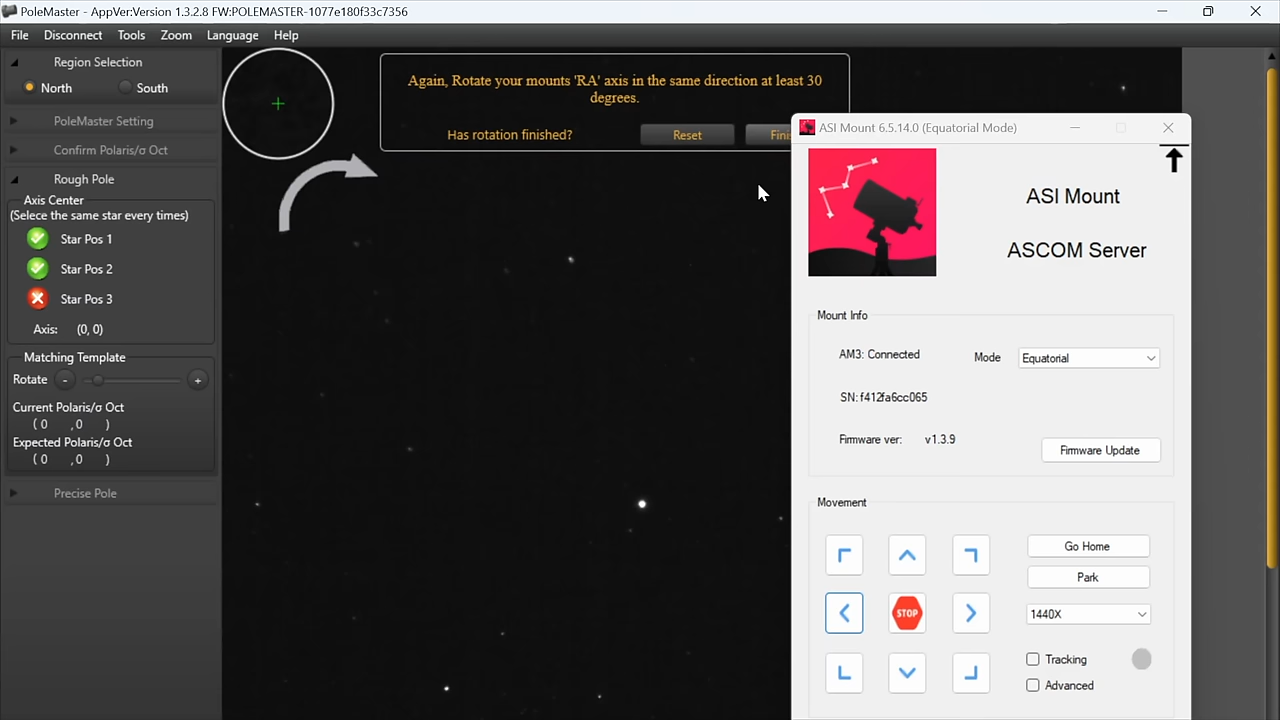 PoleMaster - AppVer:Version 1.3.2.8 FW:POLEMASTER-1077e180f33c7356
File Disconnect Tools Zoom Language Help
Region Selection
North South
PoleMaster Setting
Confirm Polaris/σ Oct
Rough Pole
Axis Center
(Selece the same star every times)
Star Pos 1
Star Pos 2
Star Pos 3
Axis: (0, 0)
Matching Template
Rotate - +
Current Polaris/σ Oct
( 0 ,0 )
Expected Polaris/σ Oct
( 0 ,0 )
Precise Pole
Again, Rotate your mounts 'RA' axis in the same direction at least 30
degrees.
Has rotation finished? Reset Fini
ASI Mount 6.5.14.0 (Equatorial Mode)
ASI Mount
ASCOM Server
Mount Info
AM3: Connected Mode Equatorial
SN: f412fa6cc065
Firmware ver: v1.3.9
Firmware Update
Movement
Go Home
Park
STOP
1440X
Tracking
Advanced